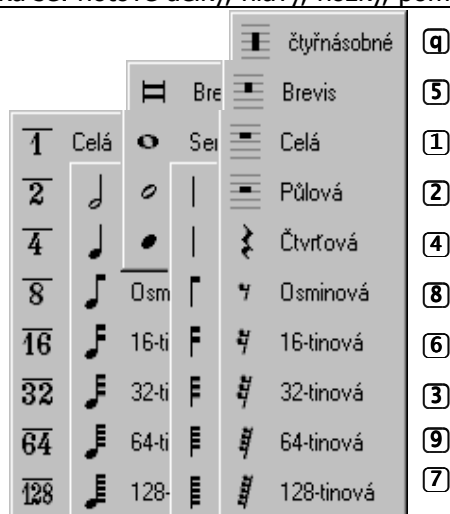 čtyřnásobné q
Bre Brevis 5
1 Celá Sei Celá 1
2 Půlová 2
4 Čtvrťová 4
8 Osm Osminová 8
16 16-ti 16-tinová 6
32 32-ti 32-tinová 3
64 64-ti 64-tinová 9
128 128- 128-tinová 7